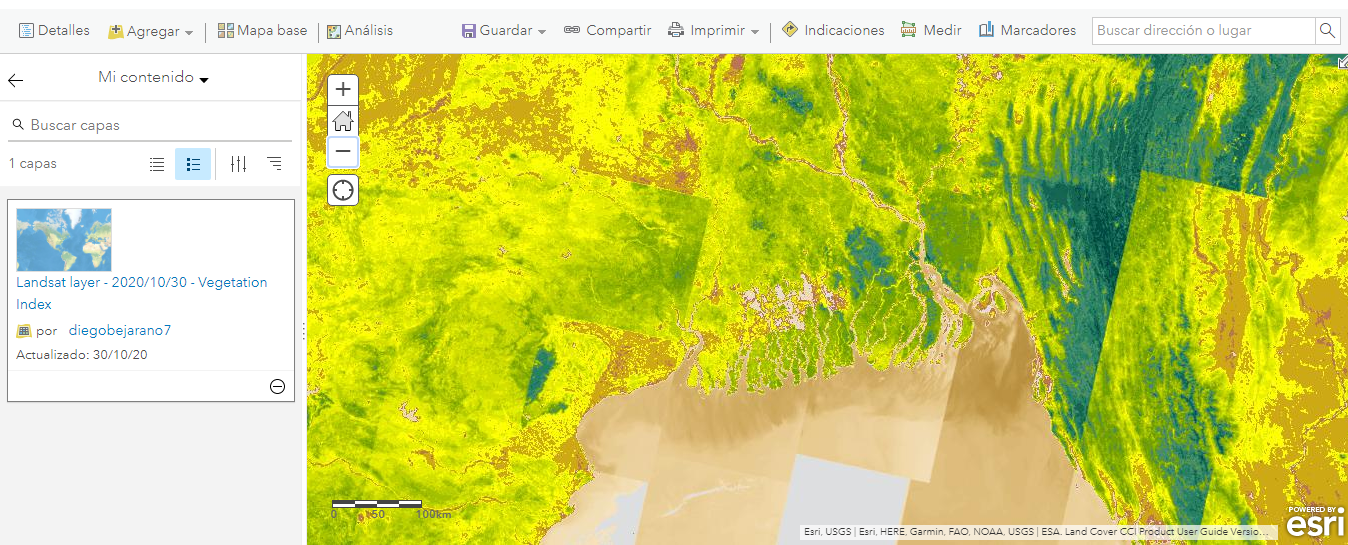 Detalles Agregar Mapa base Análisis Guardar Compartir Imprimir Indicaciones Medir Marcadores Buscar dirección o lugar
Mi contenido
Buscar capas
1 capas
Landsat layer - 2020/10/30 - Vegetation
Index
por diegobejarano7
Actualizado: 30/10/20
0 50 100km
Esri, USGS | Esri, HERE, Garmin, FAO, NOAA, USGS | ESA. Land Cover CCI Product User Guide Versio...
POWERED BY
esri